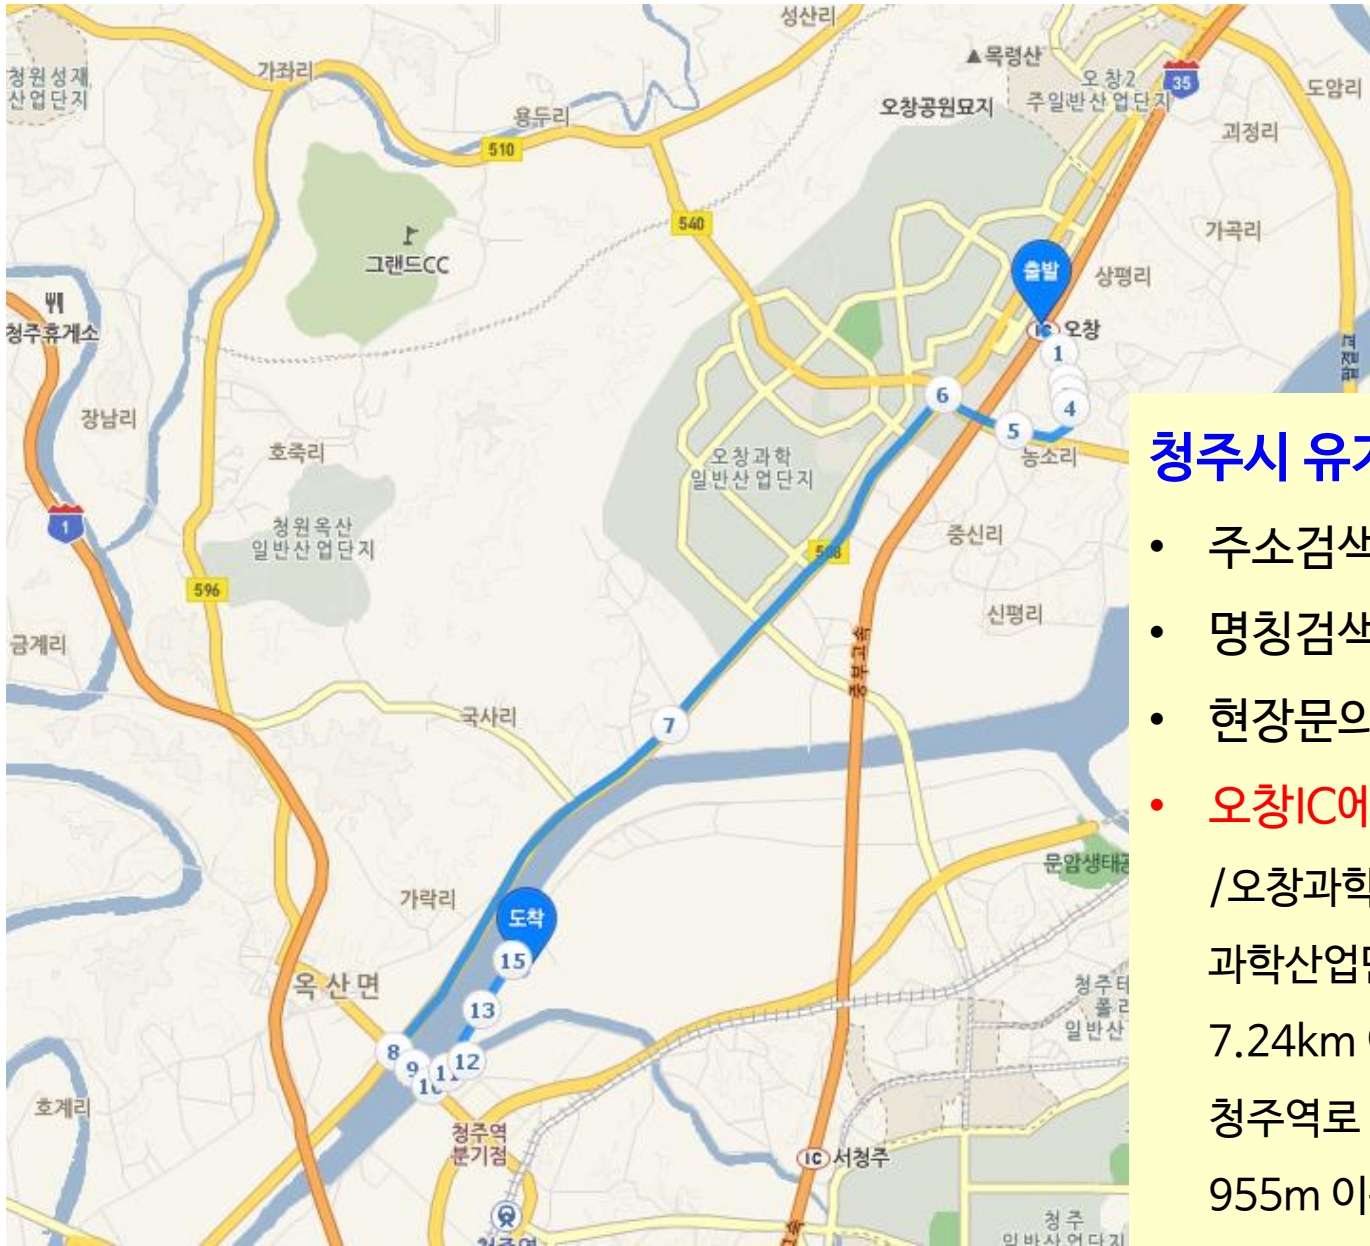 성산리
▲목령산
35
청원성재
산업단지
가좌리
오창2
주일반산업단지
도암리
오창공원묘지
용두리
괴정리
510
540
가곡리
그랜드CC
출발
상평리
청주휴게소
IC 오창
1
6
4
장남리
5
농소리
호죽리
오창과학
일반산업단지
1
청원옥산
일반산업단지
중신리
508
596
신평리
금계리
중부고속
국사리
7
문암생태공
가락리
도착
15
옥산면
13
8
9
10
11
12
호계리
청주역
분기점
IC 서청주
청주
일반산업단지
청주역
청주시 유
• 주소검색
• 명칭검색
• 현장문의
• 오창IC에
/오창과학
과학산업단
7.24km
청주역로
955m 이